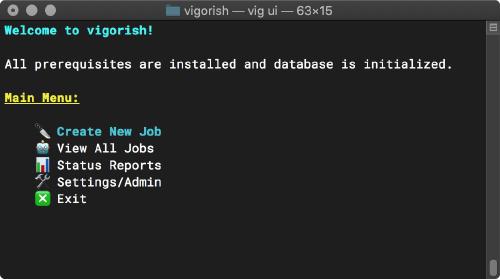 vigorish — vig ui — 63×15
Welcome to vigorish!
All prerequisites are installed and database is initialized.
Main Menu:
Create New Job
View All Jobs
Status Reports
Settings/Admin
Exit